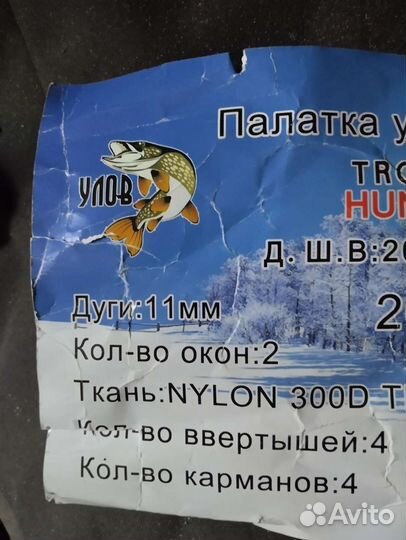 Палатка у
УЛОВ
TRO
HUN
Д. Ш.В:20
Дуги:11мм
2
Кол-во окон:2
Ткань:NYLON 300D T
Кол-во ввертышей:4
Кол-во карманов:4
Avito